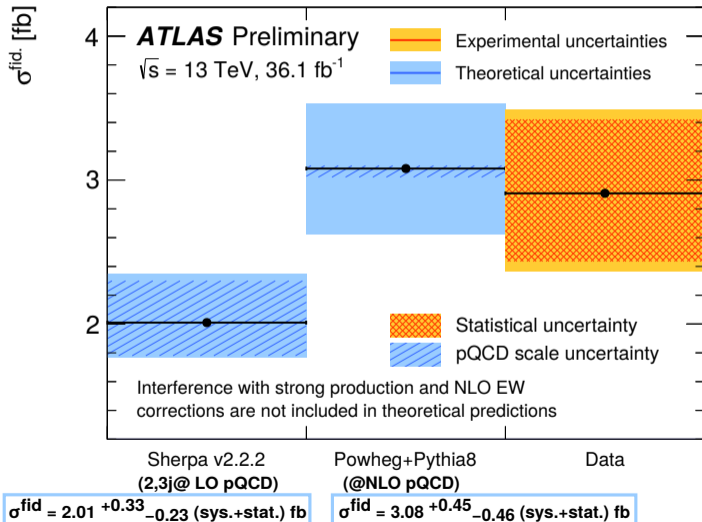 σ^fid. [fb]
4
3
2
ATLAS Preliminary
√s = 13 TeV, 36.1 fb⁻¹
Experimental uncertainties
Theoretical uncertainties
Statistical uncertainty
pQCD scale uncertainty
Interference with strong production and NLO EW
corrections are not included in theoretical predictions
Sherpa v2.2.2
(2,3j@ LO pQCD)
Powheg+Pythia8
(@NLO pQCD)
Data
σ^fid = 2.01 +0.33 −0.23 (sys.+stat.) fb
σ^fid = 3.08 +0.45 −0.46 (sys.+stat.) fb